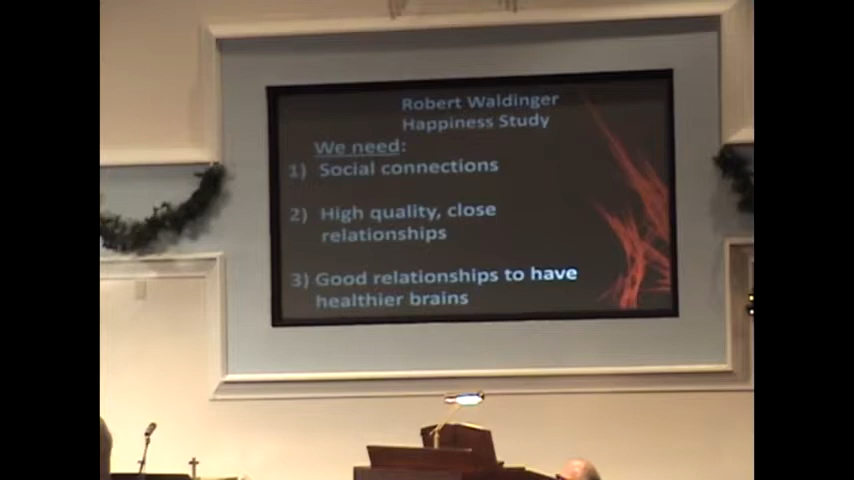 Robert Waldinger
Happiness Study
We need:
1) Social connections
2) High quality, close
relationships
3) Good relationships to have
healthier brains